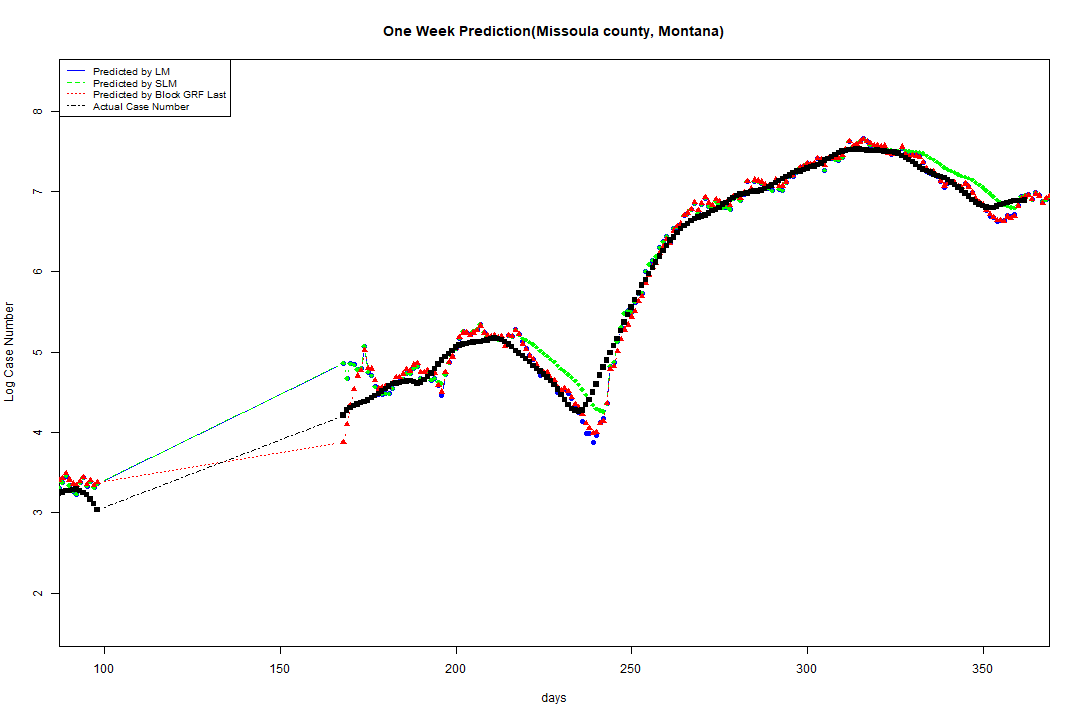 One Week Prediction(Missoula county, Montana)
Predicted by LM
Predicted by SLM
Predicted by Block GRF Last
Actual Case Number
8
7
6
5
4
3
2
Log Case Number
100 150 200 250 300 350
days